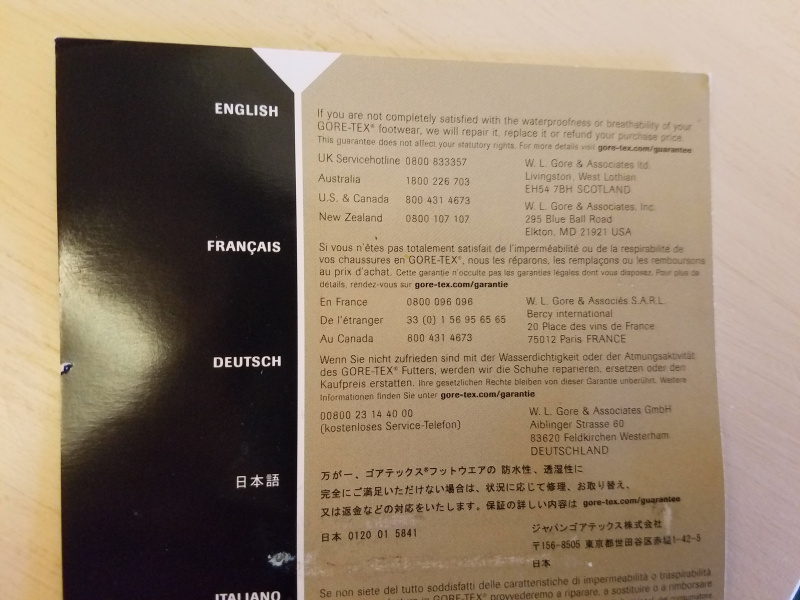 ENGLISH
If you are not completely satisfied with the waterproofness or breathability of your
GORE-TEX® footwear, we will repair it, replace it or refund your purchase price.
This guarantee does not affect your statutory rights. For more details visit gore-tex.com/guarantee
UK Servicehotline 0800 833357
Australia 1800 226 703
U.S. & Canada 800 431 4673
New Zealand 0800 107 107
W. L. Gore & Associates ltd.
Livingston, West Lothian
EH54 7BH SCOTLAND
W. L. Gore & Associates, Inc.
295 Blue Ball Road
Elkton, MD 21921 USA
FRANÇAIS
Si vous n'êtes pas totalement satisfait de l'imperméabilité ou de la respirabilité de
vos chaussures en GORE-TEX®, nous les réparons, les remplaçons ou les remboursons
au prix d'achat. Cette garantie n'occulte pas les garanties légales dont vous disposez. Pour plus de
détails, rendez-vous sur gore-tex.com/garantie
En France 0800 096 096
De l'étranger 33 (0) 1 56 95 65 65
Au Canada 800 431 4673
W. L. Gore & Associés S.A.R.L.
Bercy international
20 Place des vins de France
75012 Paris FRANCE
DEUTSCH
Wenn Sie nicht zufrieden sind mit der Wasserdichtigkeit oder der Atmungsaktivität
des GORE-TEX® Futters, werden wir die Schuhe reparieren, ersetzen oder den
Kaufpreis erstatten. Ihre gesetzlichen Rechte bleiben von dieser Garantie unberührt. Weitere
Informationen finden Sie unter gore-tex.com/garantie
00800 23 14 40 00
(kostenloses Service-Telefon)
W. L. Gore & Associates GmbH
Aiblinger Strasse 60
83620 Feldkirchen Westerham
DEUTSCHLAND
日本語
万が一、ゴアテックス®フットウエアの 防水性、透湿性に
完全にご満足いただけない場合は、状況に応じて修理、お取り替え、
又は返金などの対応をいたします。保証の詳しい内容は gore-tex.com/guarantee
日本 0120 01 5841
ジャパンゴアテックス株式会社
〒156-8505 東京都世田谷区赤堤1-42-5
日本
ITALIANO
Se non siete del tutto soddisfatti delle caratteristiche di impermeabilità o traspirabilità
GORE-TEX® provvederemo a riparare, a sostituire o a rimborsare